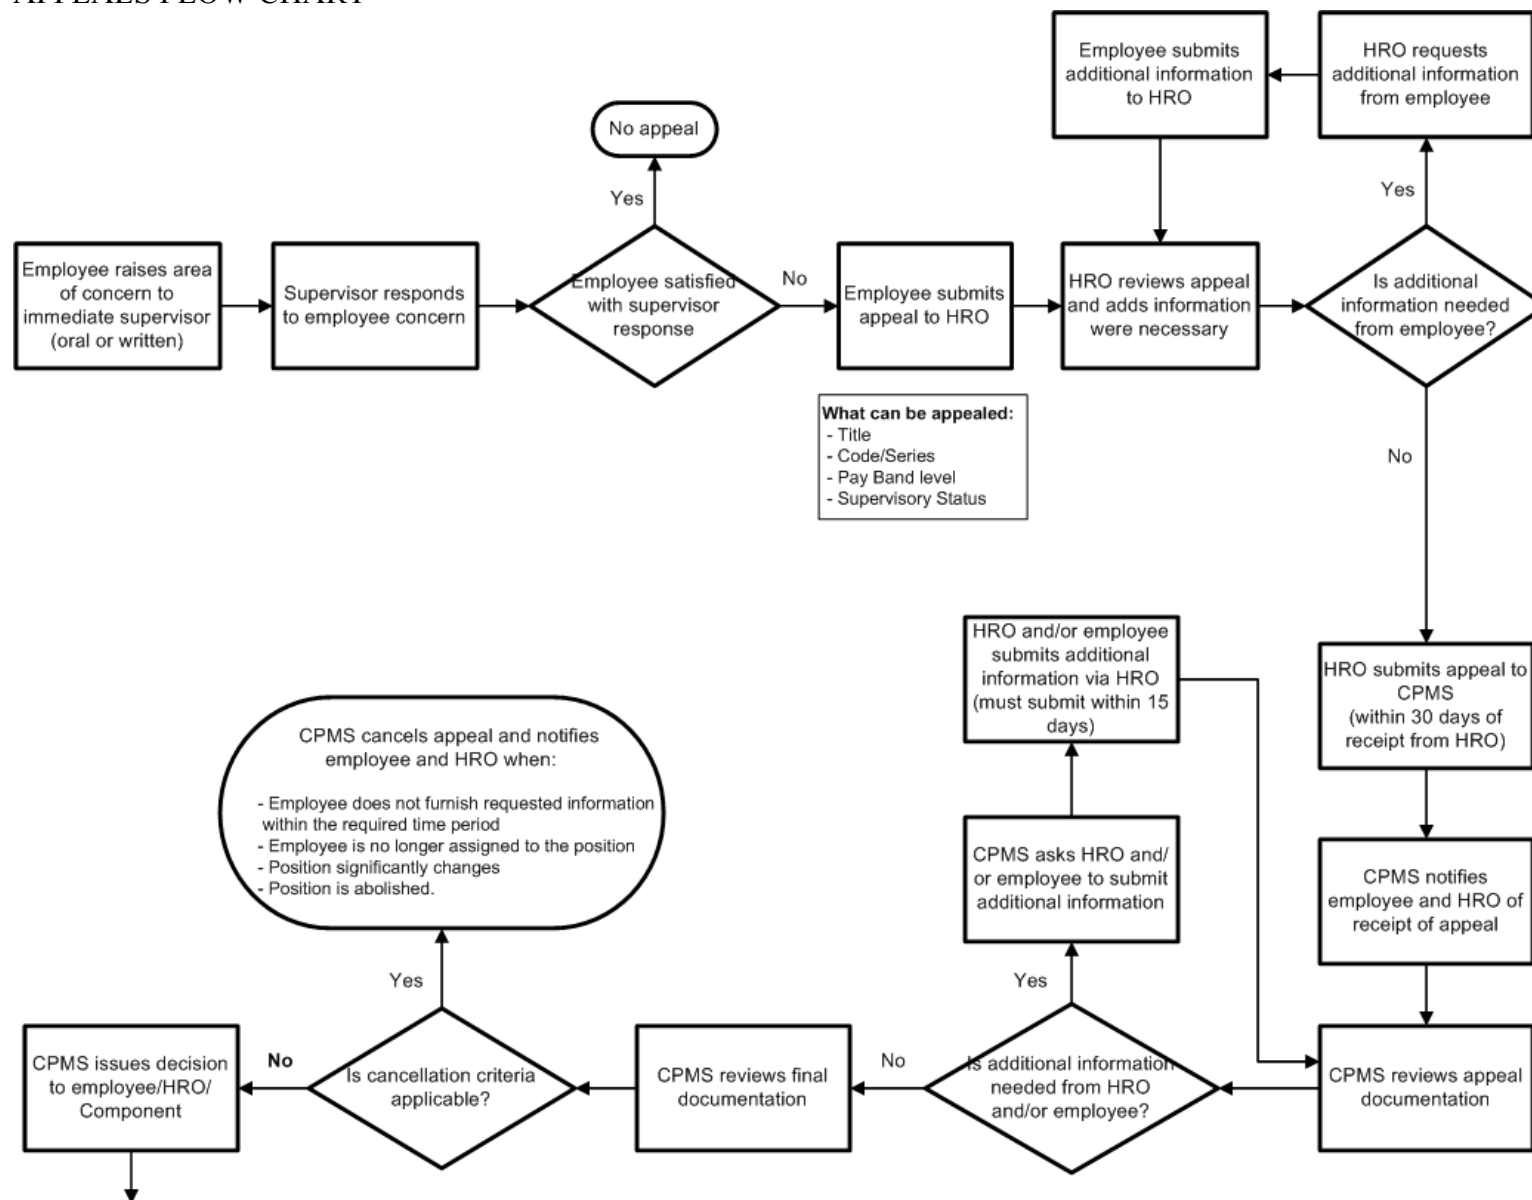 APPEALS FLOW CHART
Employee submits
additional information
to HRO
HRO requests
additional information
from employee
No appeal
Yes
Yes
Employee raises area
of concern to
immediate supervisor
(oral or written)
Supervisor responds
to employee concern
Employee satisfied
with supervisor
response
No
Employee submits
appeal to HRO
HRO reviews appeal
and adds information
were necessary
Is additional
information needed
from employee?
What can be appealed:
- Title
- Code/Series
- Pay Band level
- Supervisory Status
No
HRO and/or employee
submits additional
information via HRO
(must submit within 15
days)
HRO submits appeal to
CPMS
(within 30 days of
receipt from HRO)
CPMS cancels appeal and notifies
employee and HRO when:
- Employee does not furnish requested information
within the required time period
- Employee is no longer assigned to the position
- Position significantly changes
- Position is abolished.
CPMS asks HRO and/
or employee to submit
additional information
CPMS notifies
employee and HRO of
receipt of appeal
Yes
Yes
CPMS issues decision
to employee/HRO/
Component
No
Is cancellation criteria
applicable?
CPMS reviews final
documentation
No
Is additional information
needed from HRO
and/or employee?
CPMS reviews appeal
documentation